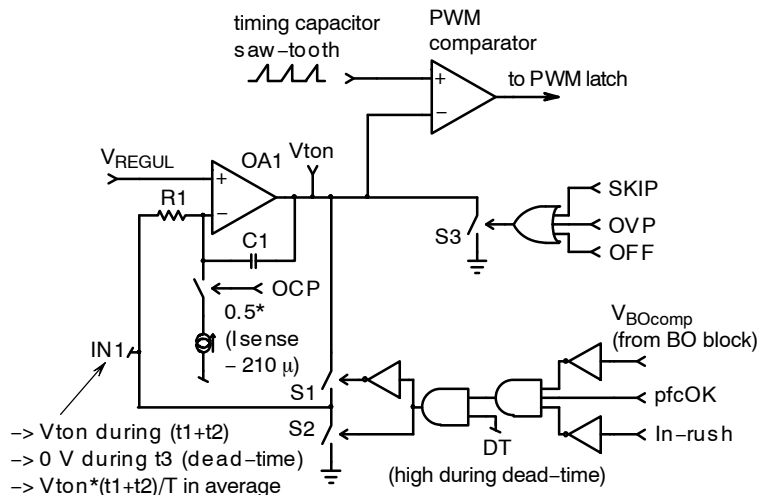 timing capacitor
saw−tooth
PWM
comparator
+
−
to PWM latch
VREGUL
OA1
Vton
+
−
R1
C1
S3
SKIP
OVP
OFF
OCP
0.5*
(Isense
− 210 μ)
IN1
VBOcomp
(from BO block)
S1
pfcOK
S2
DT
In−rush
(high during dead−time)
−> Vton during (t1+t2)
−> 0 V during t3 (dead−time)
−> Vton*(t1+t2)/T in average